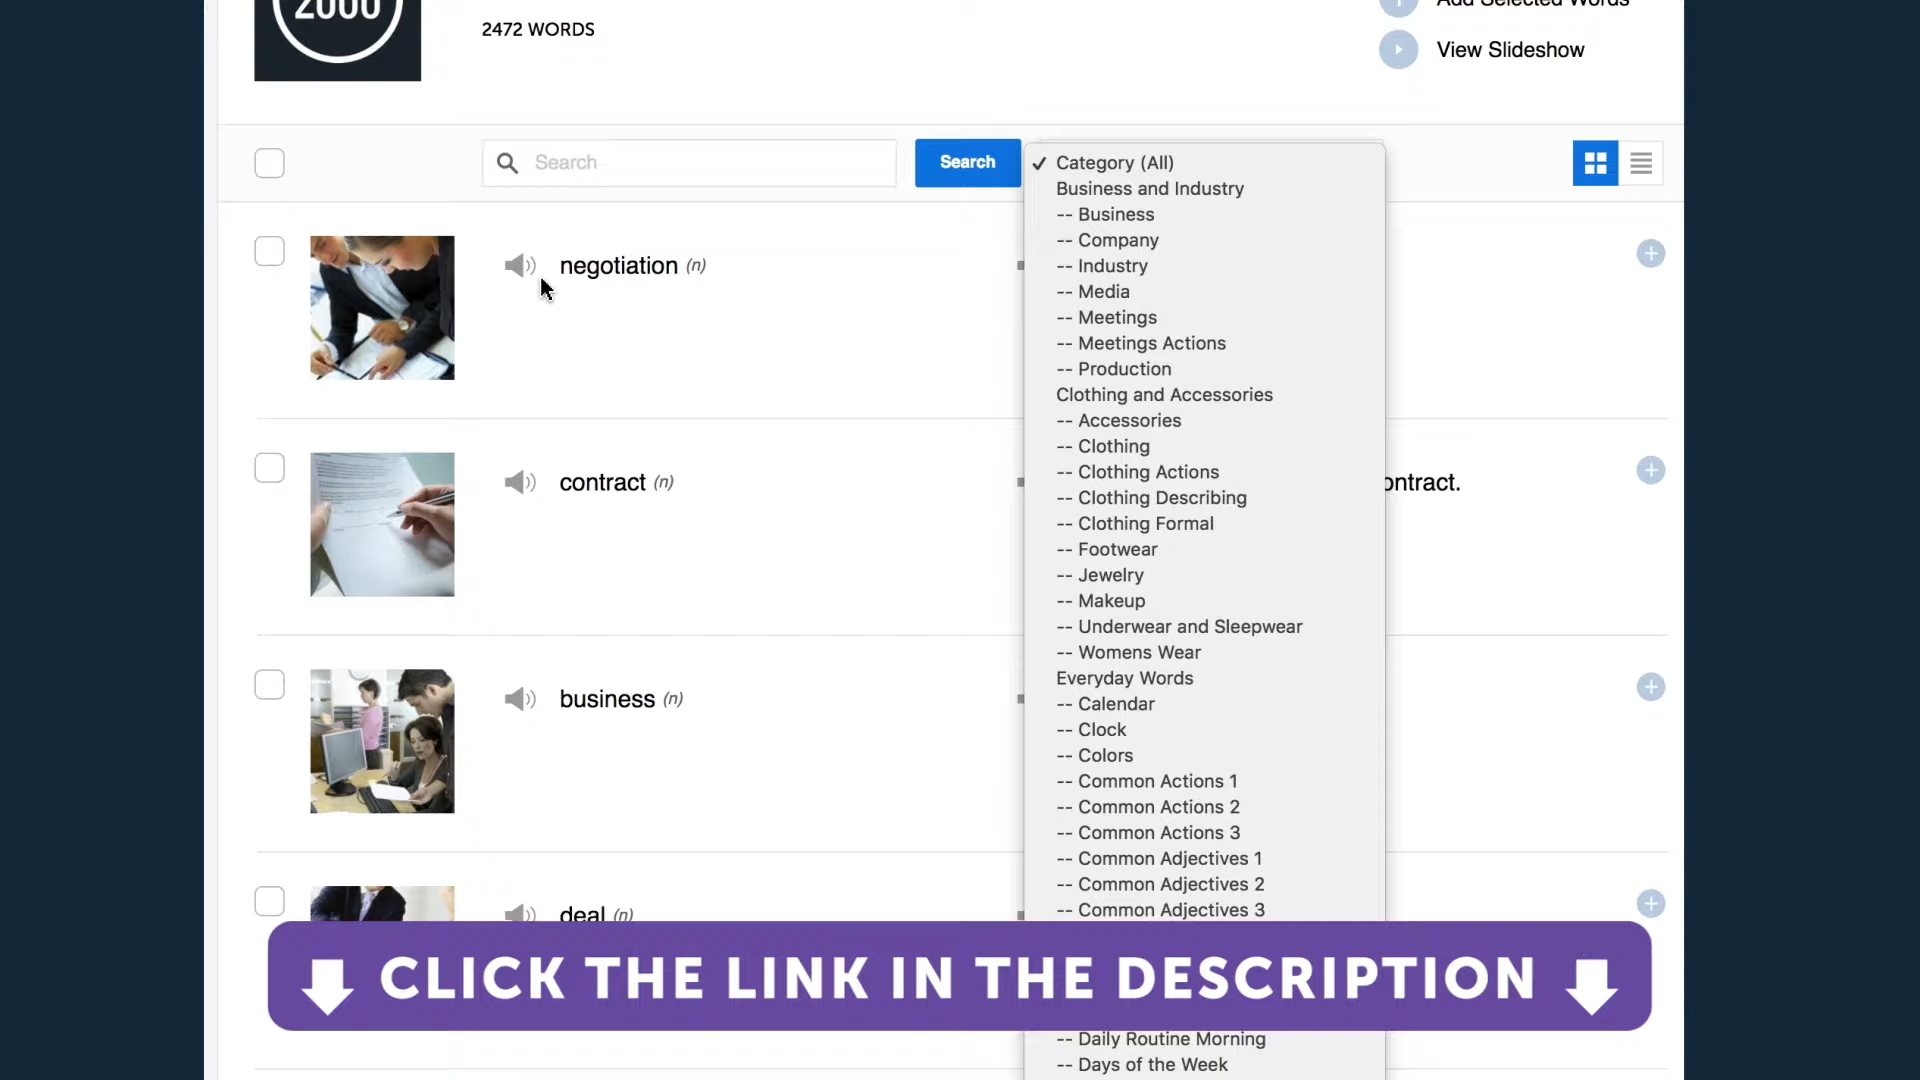 2000
2472 WORDS
Add Selected Words
View Slideshow
Search
Search
✓ Category (All)
Business and Industry
-- Business
-- Company
-- Industry
-- Media
-- Meetings
-- Meetings Actions
-- Production
Clothing and Accessories
-- Accessories
-- Clothing
-- Clothing Actions
-- Clothing Describing
-- Clothing Formal
-- Footwear
-- Jewelry
-- Makeup
-- Underwear and Sleepwear
-- Womens Wear
Everyday Words
-- Calendar
-- Clock
-- Colors
-- Common Actions 1
-- Common Actions 2
-- Common Actions 3
-- Common Adjectives 1
-- Common Adjectives 2
-- Common Adjectives 3
-- Daily Routine Morning
-- Days of the Week
negotiation (n)
contract (n)
ontract.
business (n)
deal (n)
CLICK THE LINK IN THE DESCRIPTION